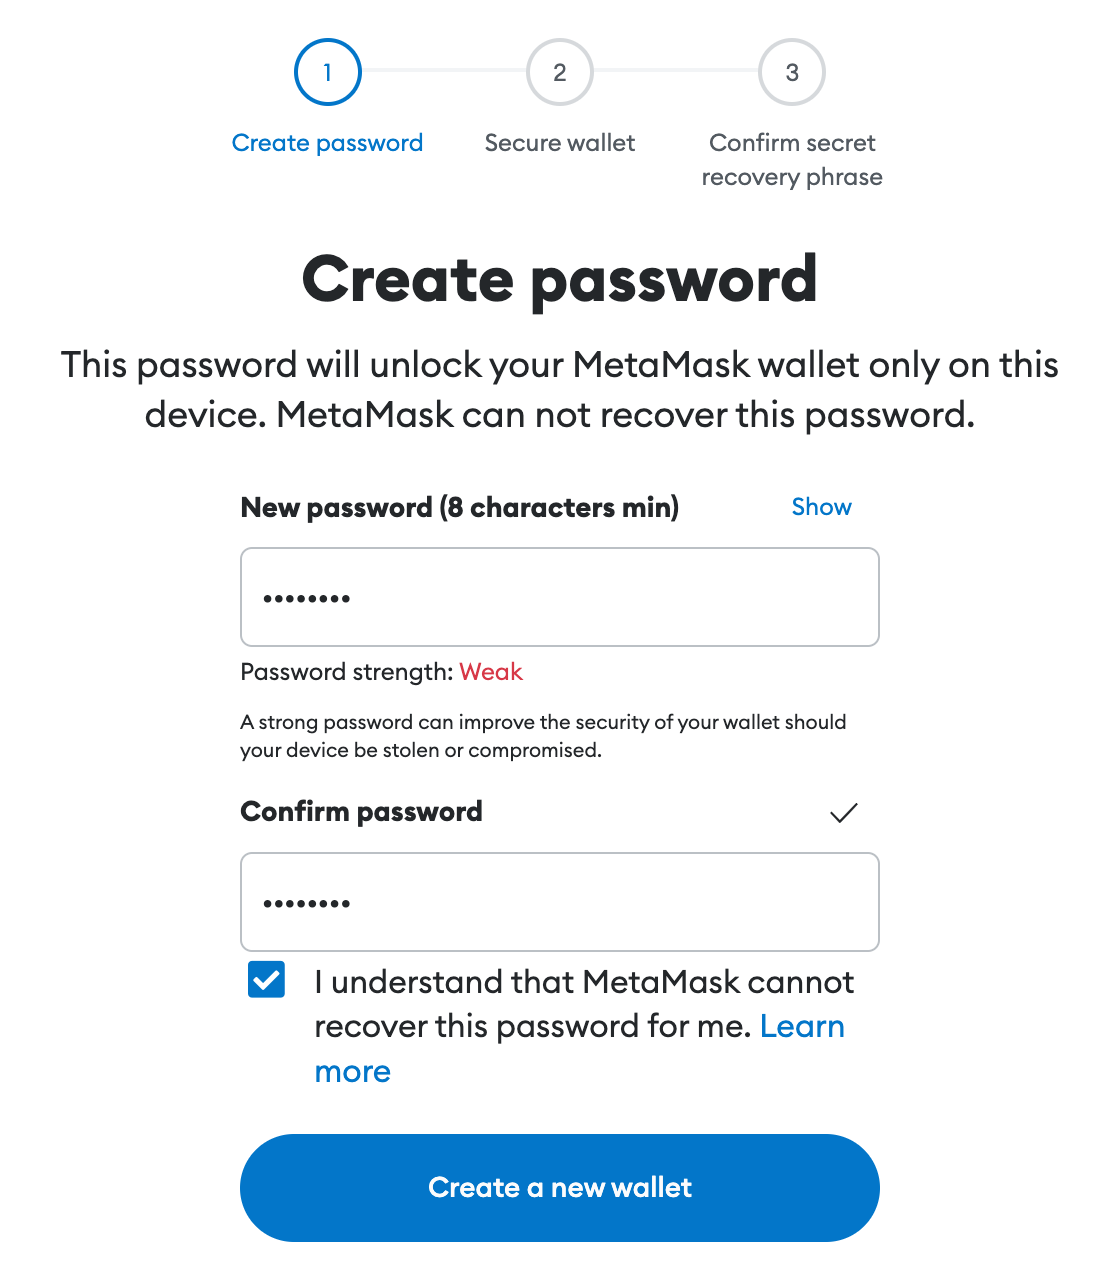 1
2
3
Create password
Secure wallet
Confirm secret
recovery phrase
Create password
This password will unlock your MetaMask wallet only on this
device. MetaMask can not recover this password.
New password (8 characters min)
Show
••••••••
Password strength: Weak
A strong password can improve the security of your wallet should
your device be stolen or compromised.
Confirm password
••••••••
I understand that MetaMask cannot
recover this password for me. Learn
more
Create a new wallet